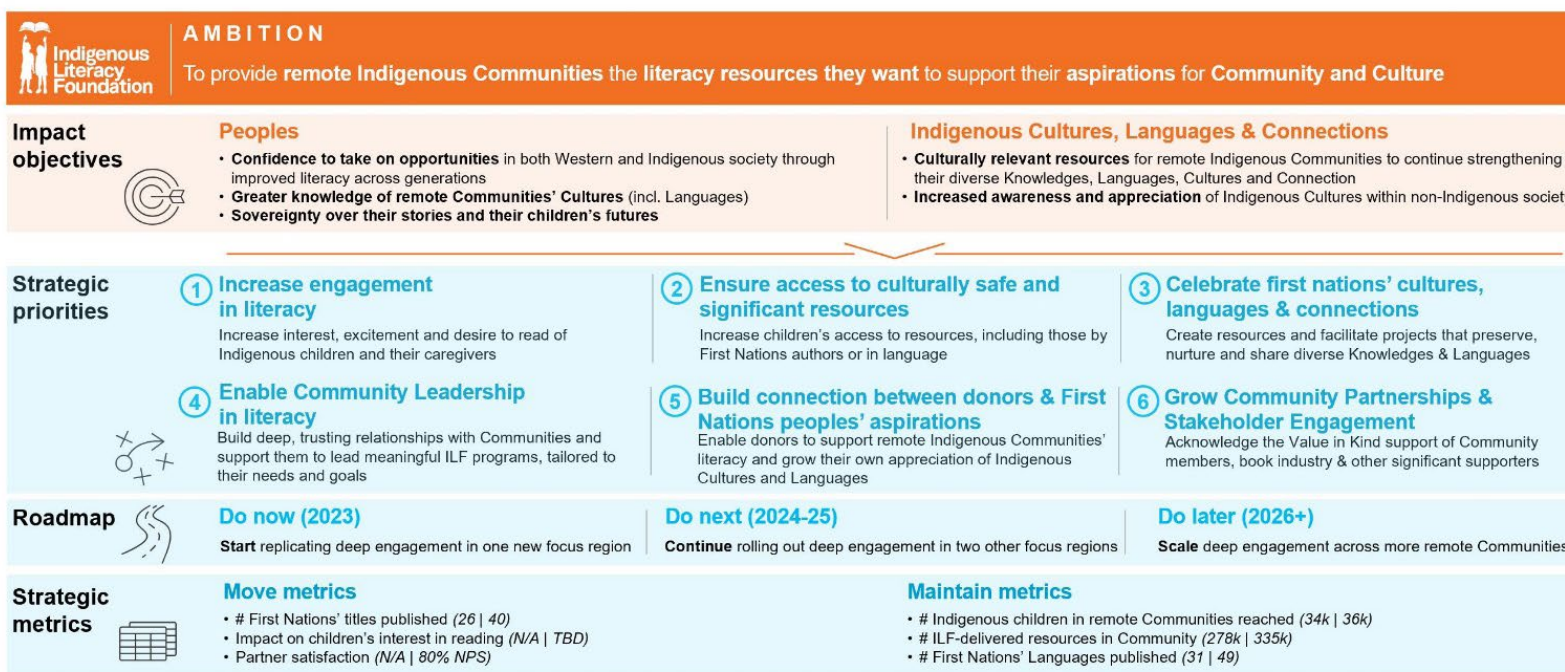 Indigenous
Literacy
Foundation
AMBITION
To provide remote Indigenous Communities the literacy resources they want to support their aspirations for Community and Culture
Impact
objectives
Peoples
• Confidence to take on opportunities in both Western and Indigenous society through
improved literacy across generations
• Greater knowledge of remote Communities' Cultures (incl. Languages)
• Sovereignty over their stories and their children's futures
Indigenous Cultures, Languages & Connections
• Culturally relevant resources for remote Indigenous Communities to continue strengthening
their diverse Knowledges, Languages, Cultures and Connection
• Increased awareness and appreciation of Indigenous Cultures within non-Indigenous societ
Strategic
priorities
1 Increase engagement
in literacy
Increase interest, excitement and desire to read of
Indigenous children and their caregivers
2 Ensure access to culturally safe and
significant resources
Increase children's access to resources, including those by
First Nations authors or in language
3 Celebrate first nations' cultures,
languages & connections
Create resources and facilitate projects that preserve,
nurture and share diverse Knowledges & Languages
4 Enable Community Leadership
in literacy
Build deep, trusting relationships with Communities and
support them to lead meaningful ILF programs, tailored to
their needs and goals
5 Build connection between donors & First
Nations peoples' aspirations
Enable donors to support remote Indigenous Communities'
literacy and grow their own appreciation of Indigenous
Cultures and Languages
6 Grow Community Partnerships &
Stakeholder Engagement
Acknowledge the Value in Kind support of Community
members, book industry & other significant supporters
Roadmap
Do now (2023)
Start replicating deep engagement in one new focus region
Do next (2024-25)
Continue rolling out deep engagement in two other focus regions
Do later (2026+)
Scale deep engagement across more remote Communities
Strategic
metrics
Move metrics
• # First Nations' titles published (26 | 40)
• Impact on children's interest in reading (N/A | TBD)
• Partner satisfaction (N/A | 80% NPS)
Maintain metrics
• # Indigenous children in remote Communities reached (34k | 36k)
• # ILF-delivered resources in Community (278k | 335k)
• # First Nations' Languages published (31 | 49)